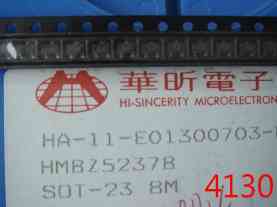 華昕電子
HI-SINCERITY MICROELECTRON
HA-11-E01300703-
HMBZ5237B
SOT-23 8M
4130